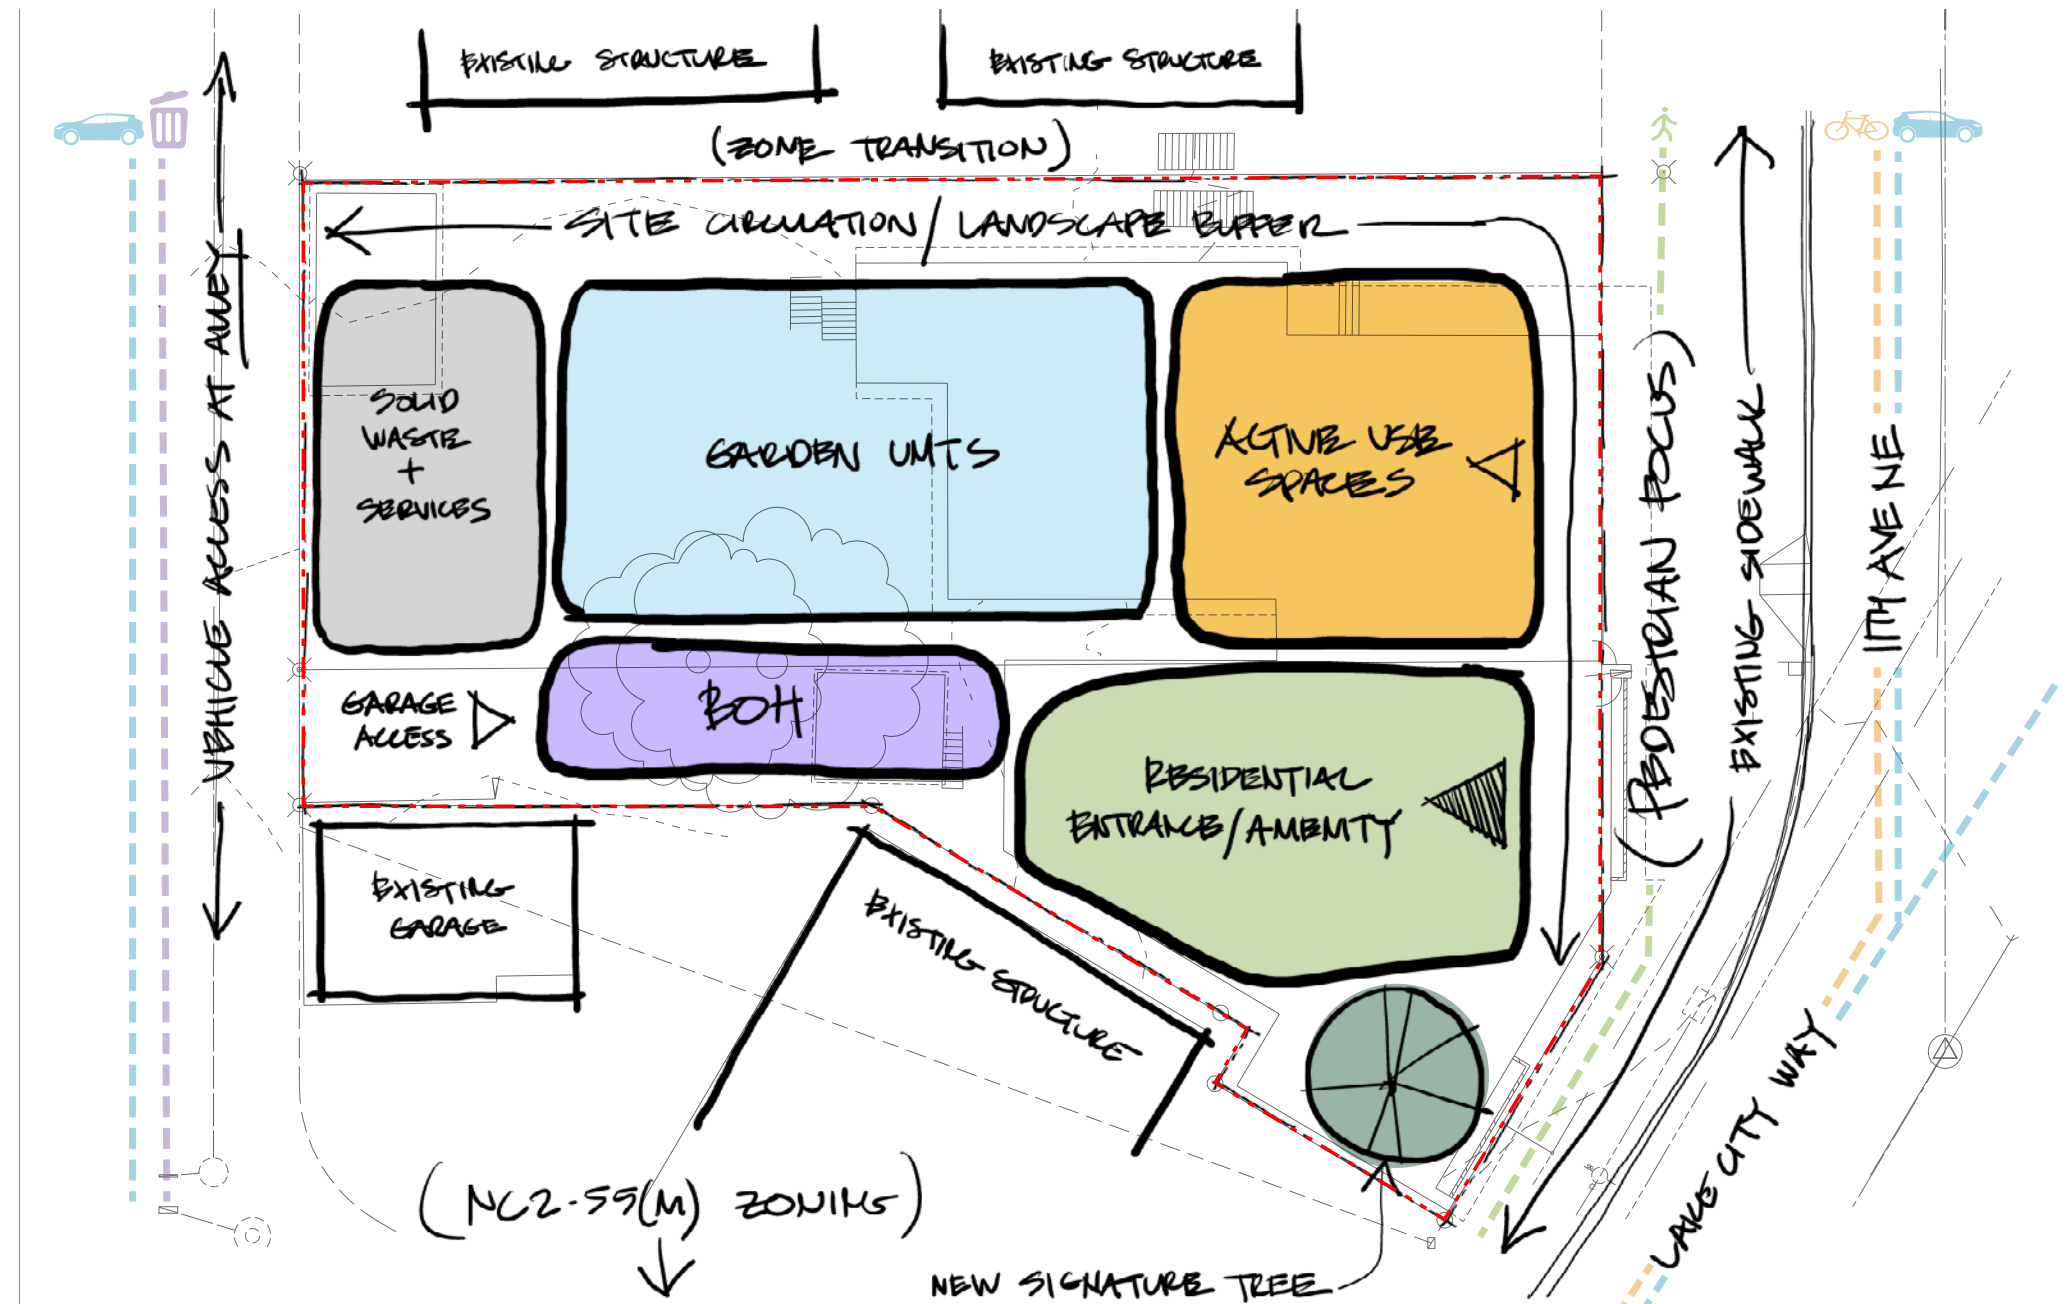 EXISTING STRUCTURE
EXISTING STRUCTURE
(ZONE TRANSITION)
SITE CIRCULATION/LANDSCAPE BUFFER
VEHICLE ACCESS AT ALLEY
SOLID
WASTE
+
SERVICES
GARDEN UNITS
ACTIVE USE
SPACES
(PEDESTRIAN FOCUS)
EXISTING SIDEWALK
11TH AVE NE
GARAGE
ACCESS
BOH
RESIDENTIAL
ENTRANCE/AMENITY
EXISTING
GARAGE
EXISTING STRUCTURE
LAKE CITY WAY
(NC2-55(M) ZONING)
NEW SIGNATURE TREE